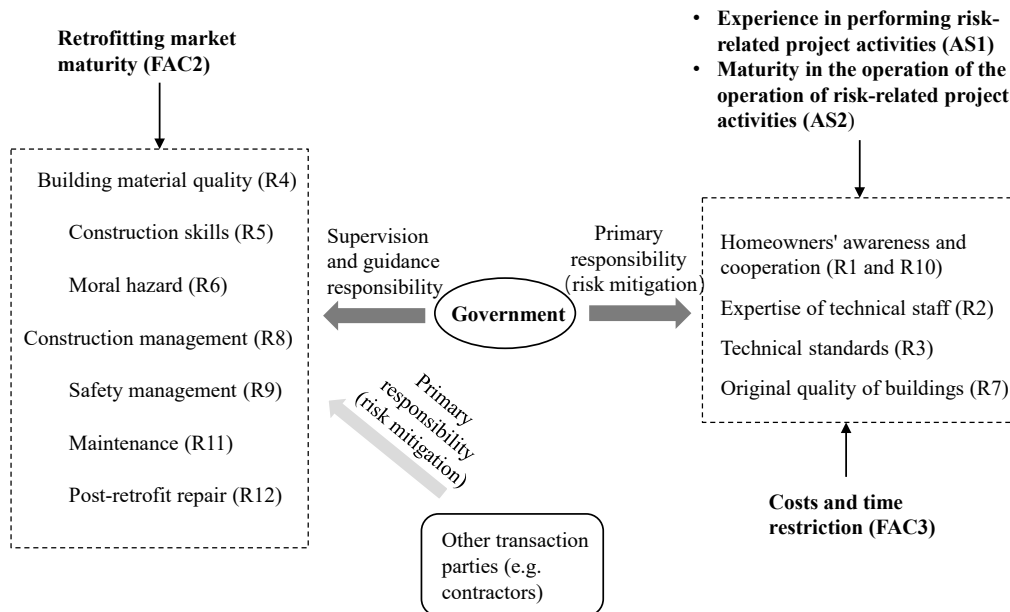 Retrofitting market
maturity (FAC2)
• Experience in performing risk-
related project activities (AS1)
• Maturity in the operation of the
operation of risk-related project
activities (AS2)
Building material quality (R4)
Construction skills (R5)
Moral hazard (R6)
Construction management (R8)
Safety management (R9)
Maintenance (R11)
Post-retrofit repair (R12)
Supervision
and guidance
responsibility
Government
Primary
responsibility
(risk mitigation)
Homeowners' awareness and
cooperation (R1 and R10)
Expertise of technical staff (R2)
Technical standards (R3)
Original quality of buildings (R7)
Primary
responsibility
(risk mitigation)
Other transaction
parties (e.g.
contractors)
Costs and time
restriction (FAC3)